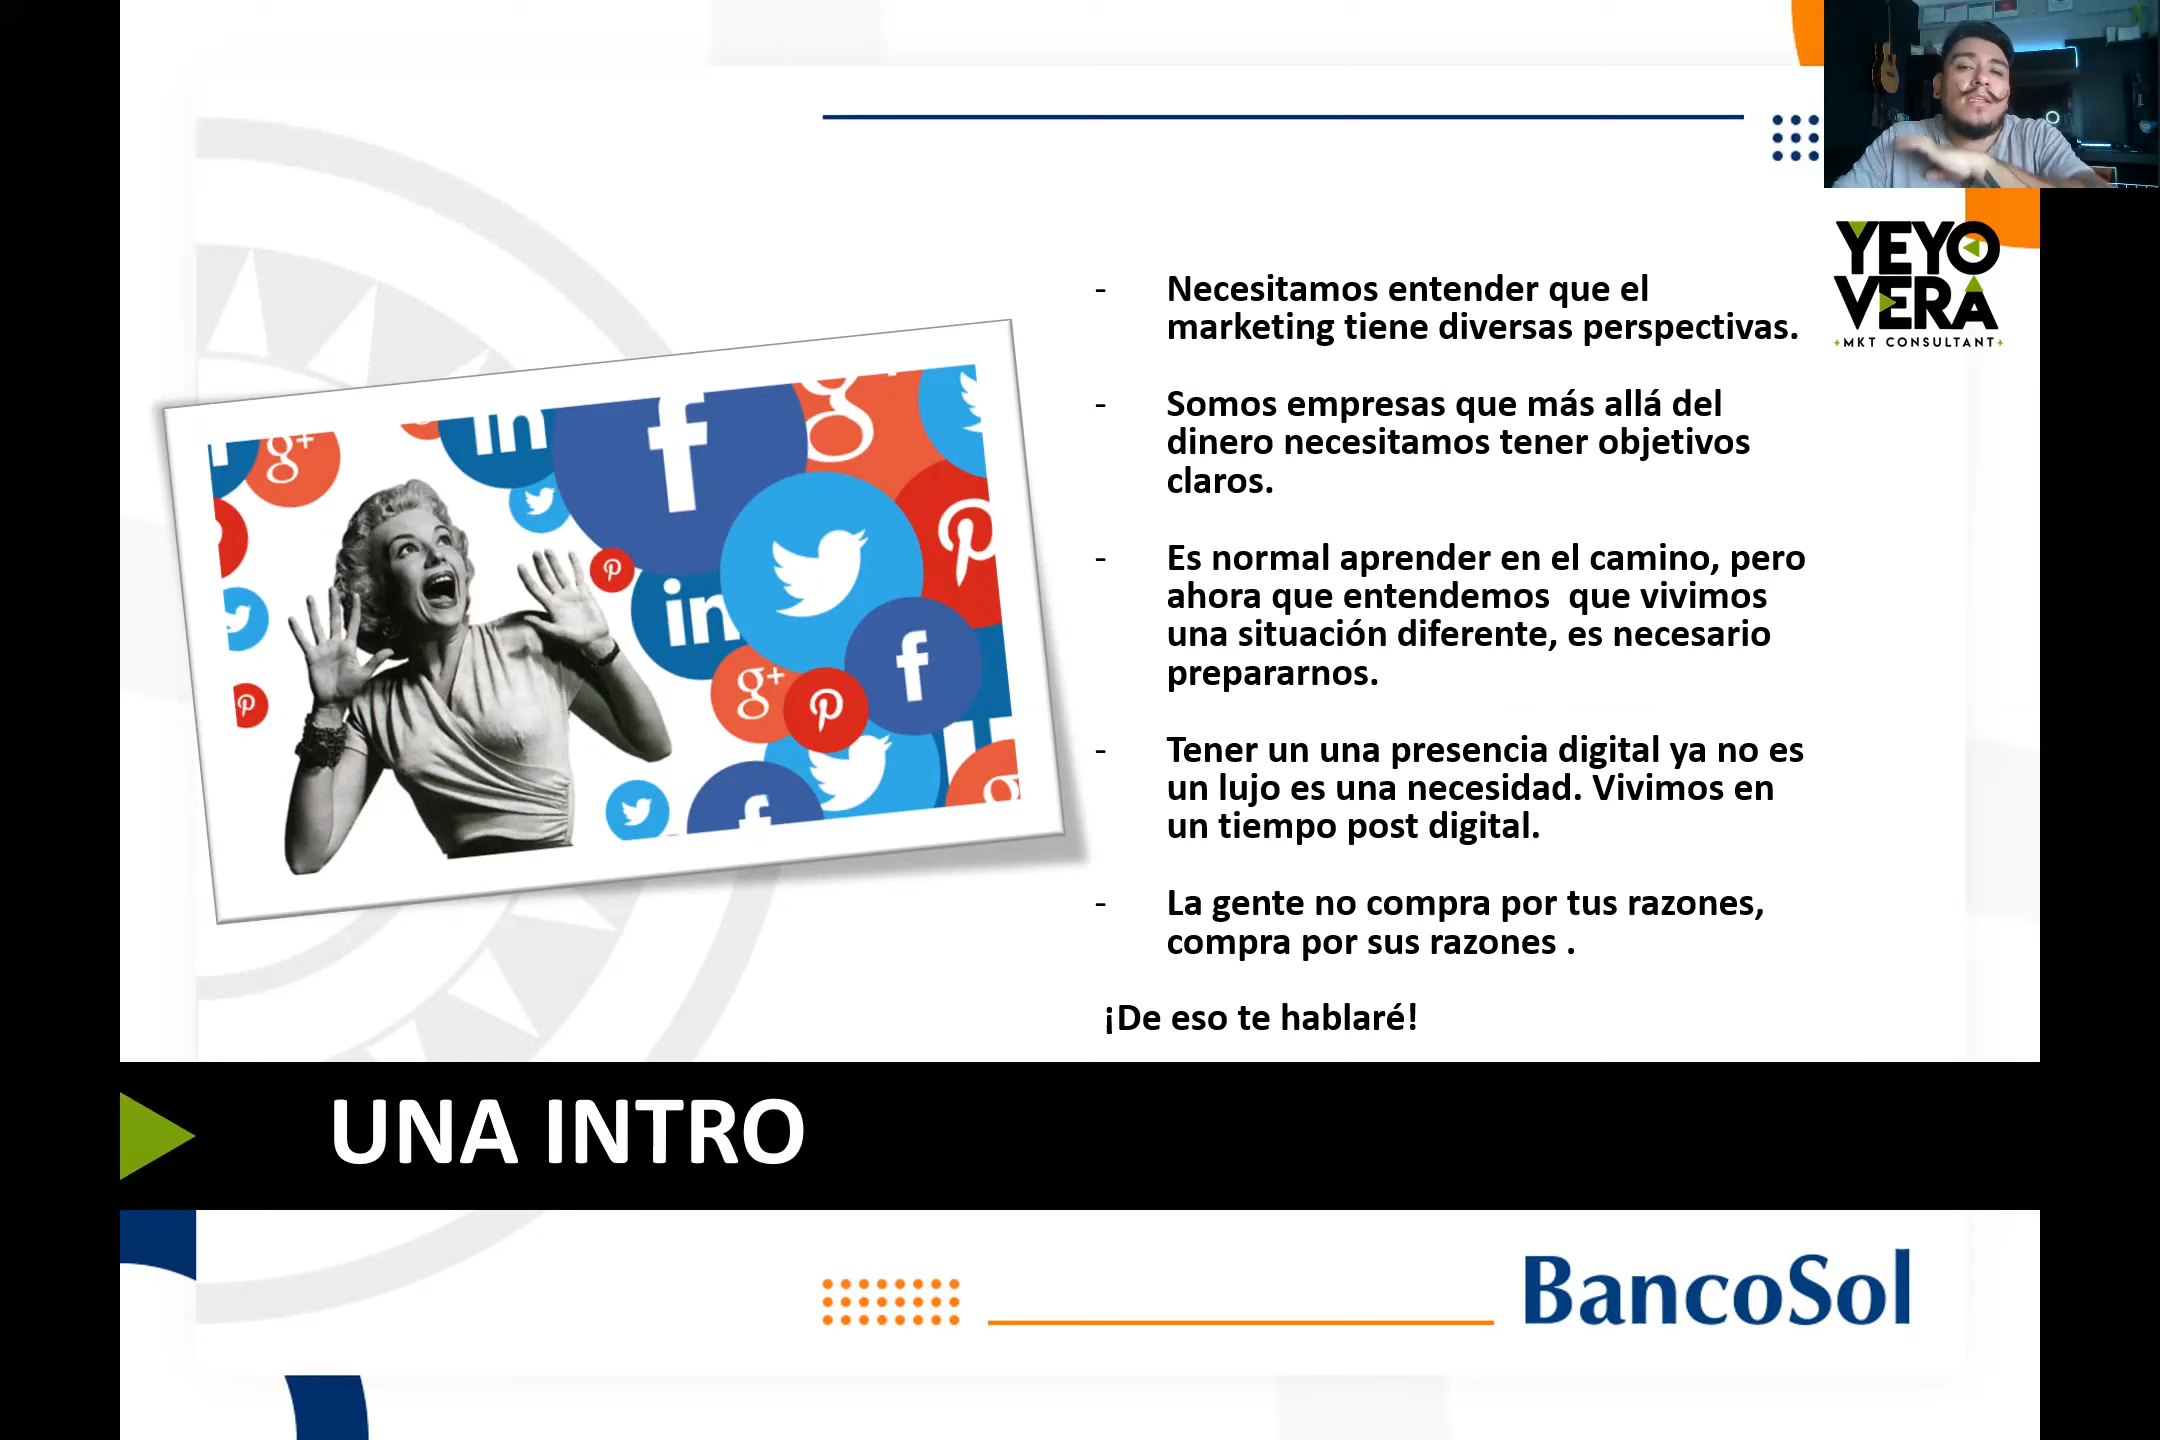 YEYO
VERA
+MKT CONSULTANT+
- Necesitamos entender que el
marketing tiene diversas perspectivas.
- Somos empresas que más allá del
dinero necesitamos tener objetivos
claros.
- Es normal aprender en el camino, pero
ahora que entendemos  que vivimos
una situación diferente, es necesario
prepararnos.
- Tener un una presencia digital ya no es
un lujo es una necesidad. Vivimos en
un tiempo post digital.
- La gente no compra por tus razones,
compra por sus razones .
¡De eso te hablaré!
UNA INTRO
BancoSol